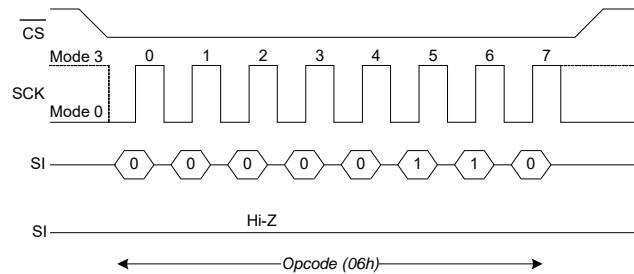 CS
Mode 3 0 1 2 3 4 5 6 7
SCK
Mode 0
SI 0 0 0 0 0 1 1 0
Hi-Z
SI
Opcode (06h)